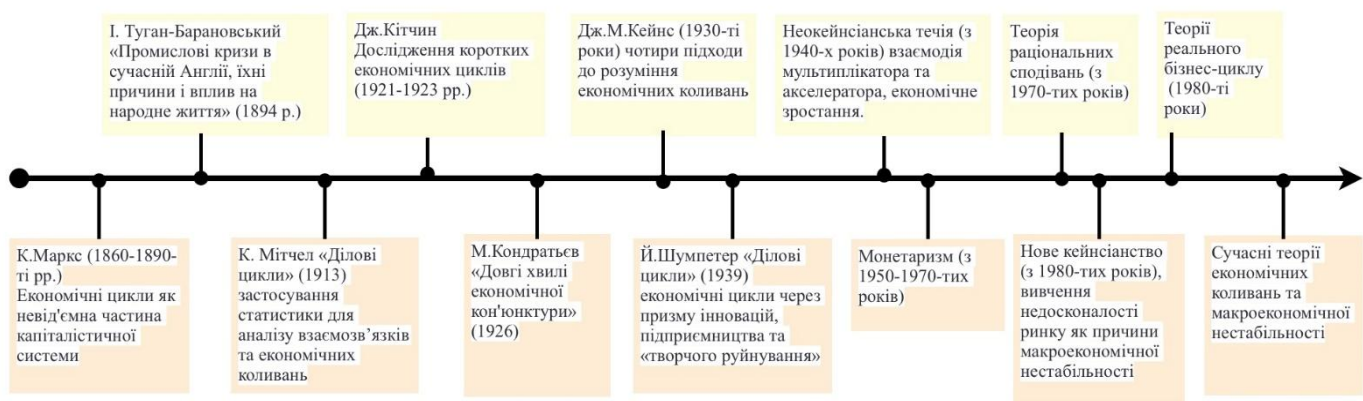 І. Туган-Барановський
«Промислові кризи в
сучасній Англії, їхні
причини і вплив на
народне життя» (1894 р.)
Дж.Кітчин
Дослідження коротких
економічних циклів
(1921-1923 рр.)
Дж.М.Кейнс (1930-ті
роки) чотири підходи
до розуміння
економічних коливань
Неокейнсіанська течія (з
1940-х років) взаємодія
мультиплікатора та
акселератора, економічне
зростання.
Теорія
раціональних
сподівань (з
1970-тих років)
Теорії
реального
бізнес-циклу
(1980-ті
роки)
К.Маркс (1860-1890-
ті рр.)
Економічні цикли як
невід'ємна частина
капіталістичної
системи
К. Мітчел «Ділові
цикли» (1913)
застосування
статистики для
аналізу взаємозв’язків
та економічних
коливань
М.Кондратьєв
«Довгі хвилі
економічної
кон'юнктури»
(1926)
Й.Шумпетер «Ділові
цикли» (1939)
економічні цикли через
призму інновацій,
підприємництва та
«творчого руйнування»
Монетаризм (з
1950-1970-тих
років)
Нове кейнсіанство
(з 1980-тих років),
вивчення
недосконалості
ринку як причини
макроекономічної
нестабільності
Сучасні теорії
економічних
коливань та
макроекономічної
нестабільності